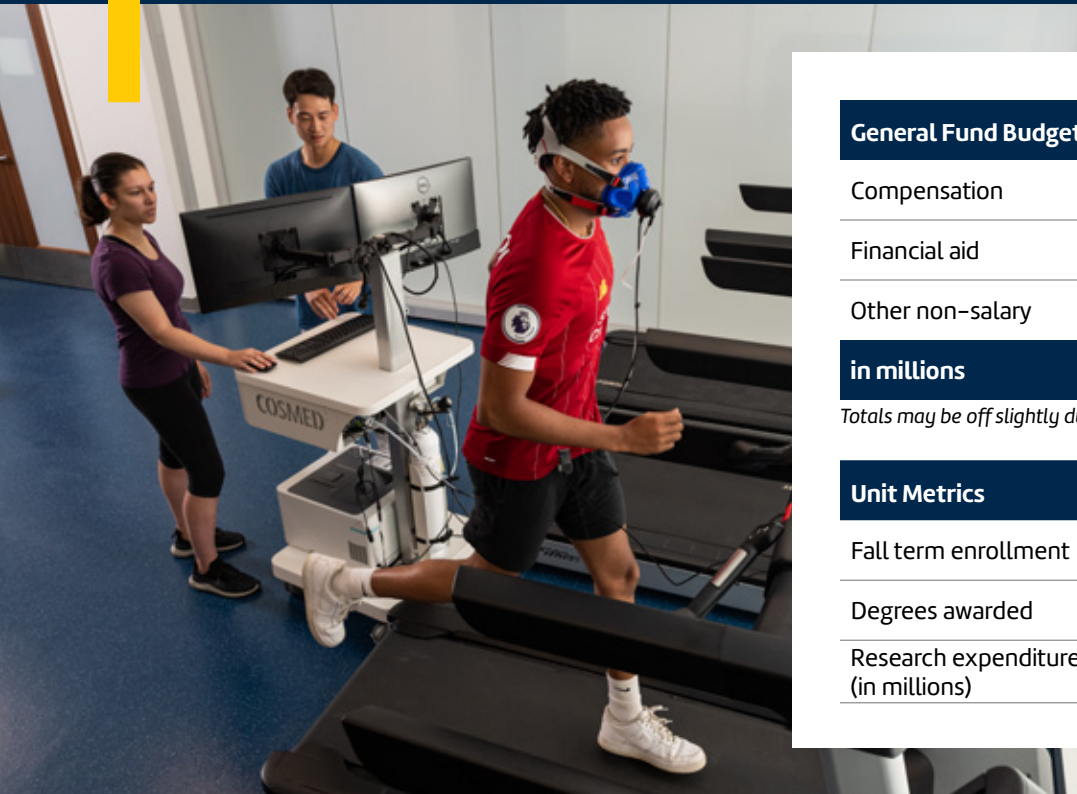 COSMED
General Fund Budget
Compensation
Financial aid
Other non-salary
in millions
Totals may be off slightly
Unit Metrics
Fall term enrollment
Degrees awarded
Research expenditure
(in millions)